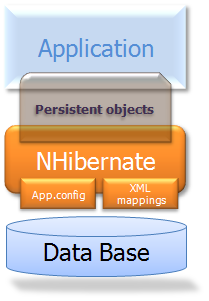 Application
Persistent objects
NHibernate
App.config
XML
mappings
Data Base